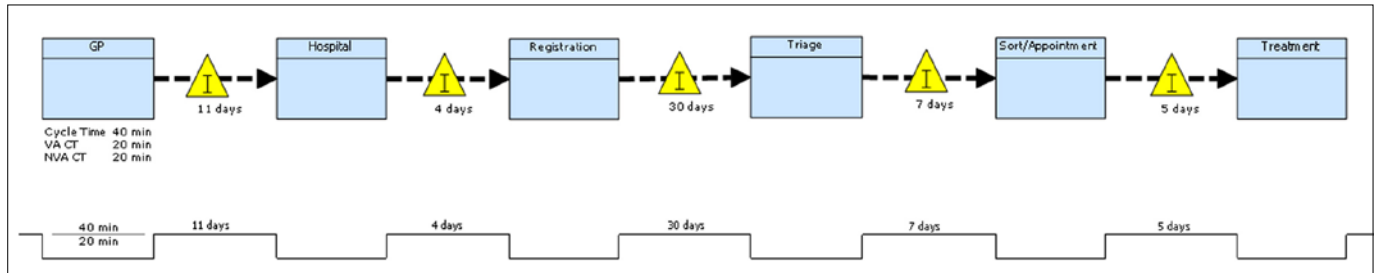 GP
Hospital
Registration
Triage
Sort/Appointment
Treatment
I
I
I
I
I
11 days
4 days
30 days
7 days
5 days
Cycle Time 40 min
VA CT 20 min
NVA CT 20 min
40 min
20 min
11 days
4 days
30 days
7 days
5 days